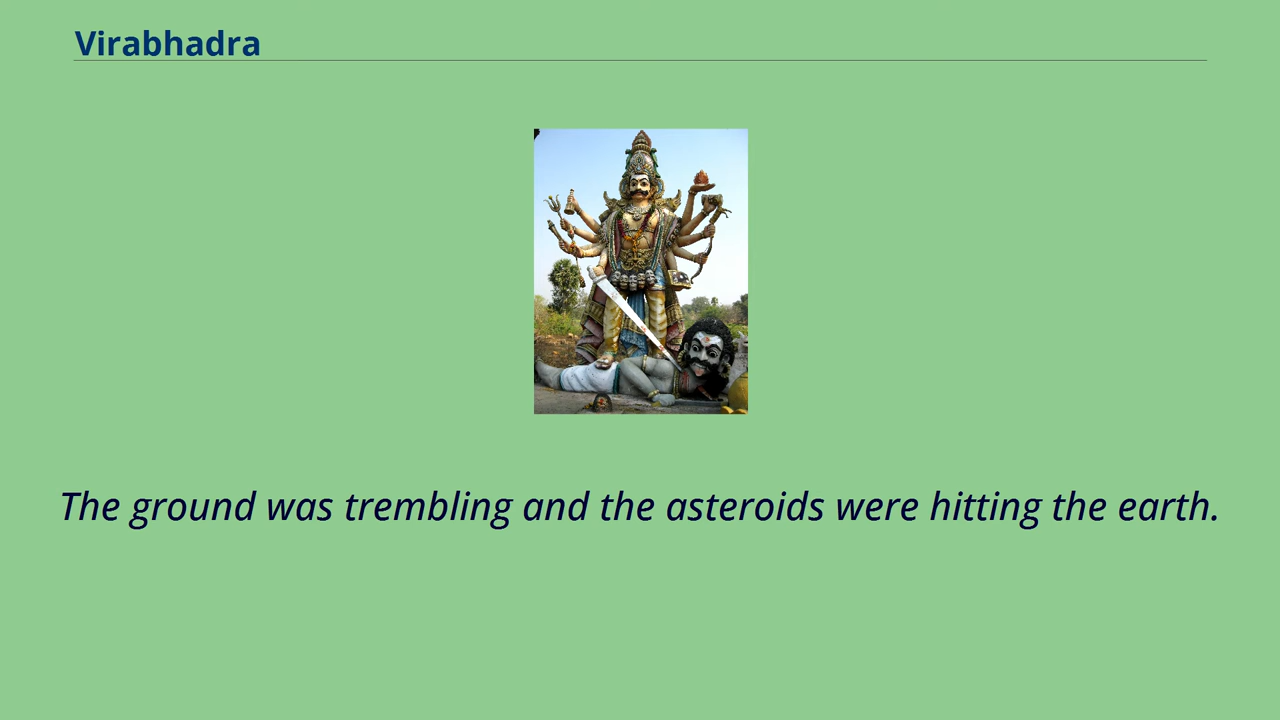 Virabhadra
The ground was trembling and the asteroids were hitting the earth.